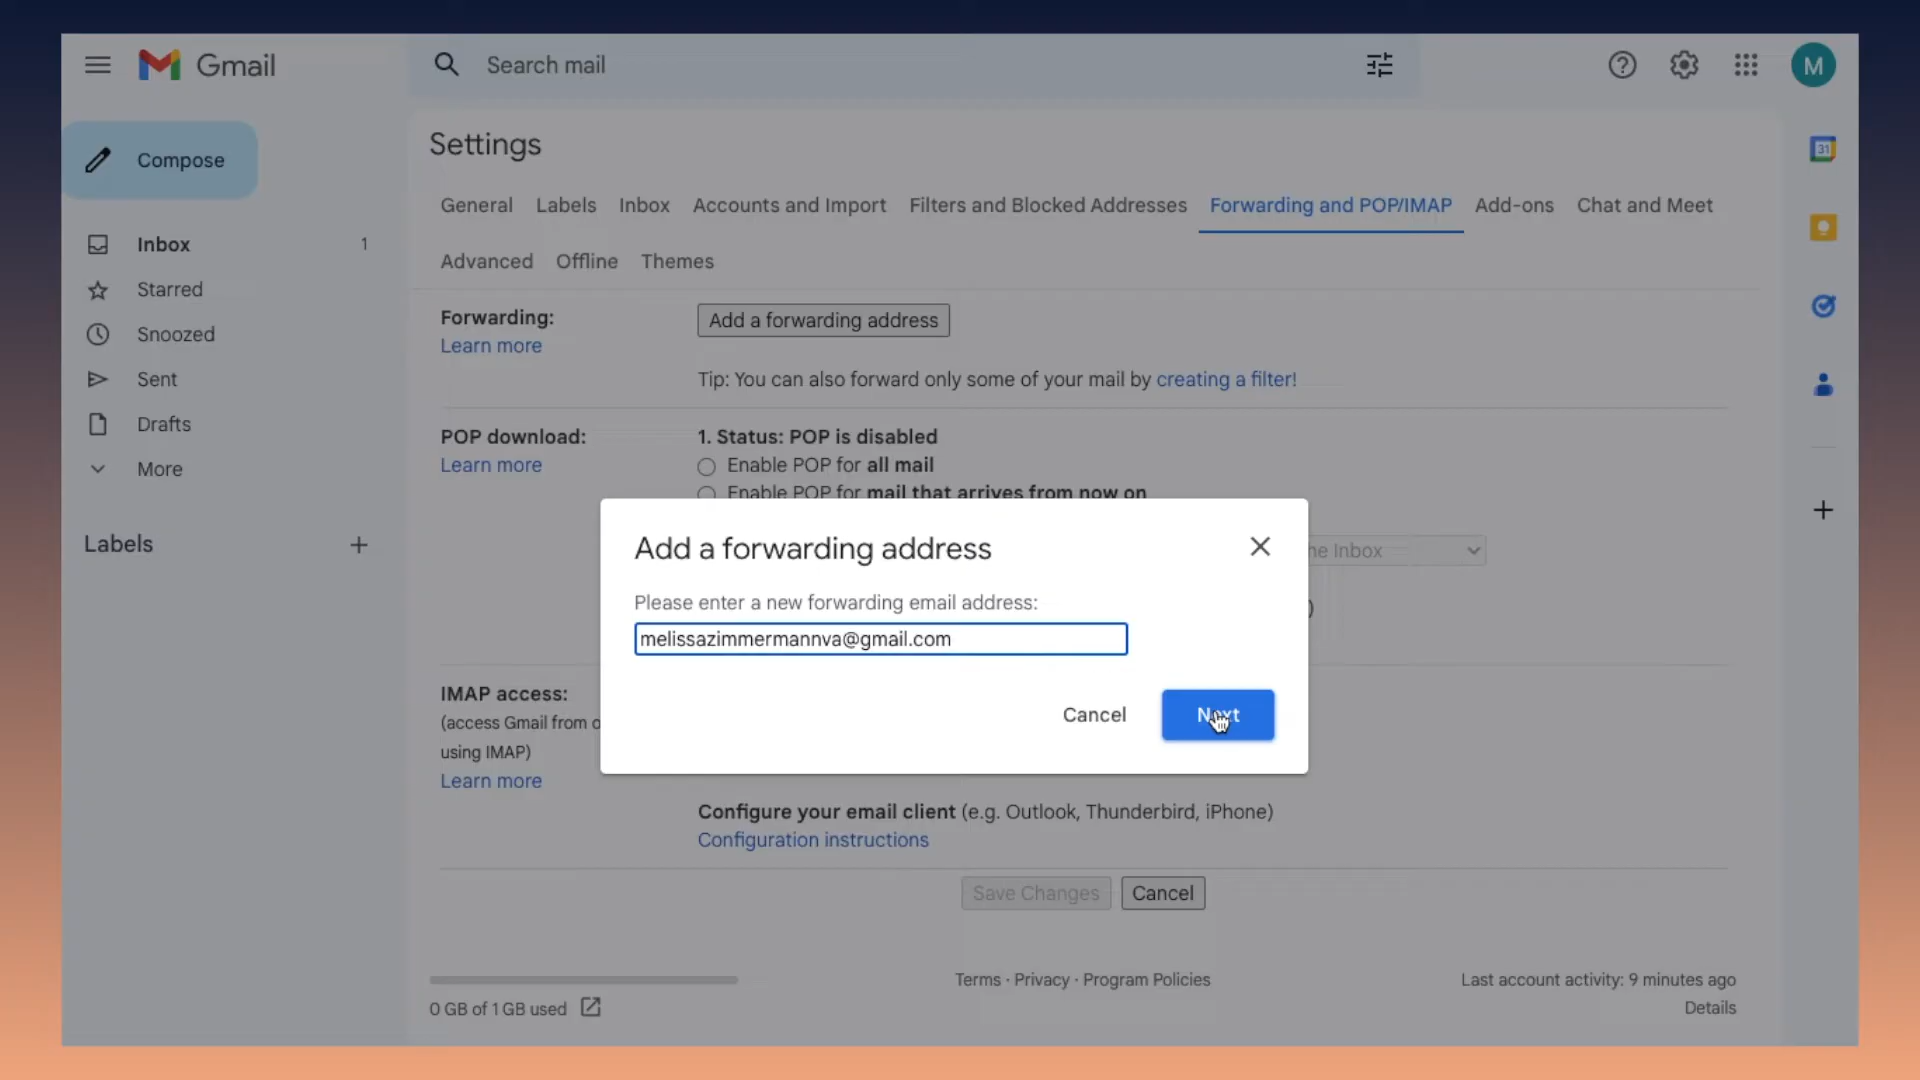 Gmail
Search mail
M
Compose
Settings
General Labels Inbox Accounts and Import Filters and Blocked Addresses Forwarding and POP/IMAP Add-ons Chat and Meet
31
Inbox 1
Advanced Offline Themes
Starred
Snoozed
Sent
Drafts
More
Labels
Forwarding:
Learn more
Add a forwarding address
Tip: You can also forward only some of your mail by creating a filter!
POP download:
Learn more
1. Status: POP is disabled
Enable POP for all mail
Enable POP for mail that arrives from now on
he Inbox
)
Add a forwarding address
Please enter a new forwarding email address:
melissazimmermannva@gmail.com
Cancel Next
IMAP access:
(access Gmail from o
using IMAP)
Learn more
Configure your email client (e.g. Outlook, Thunderbird, iPhone)
Configuration instructions
Save Changes Cancel
0 GB of 1 GB used
Terms · Privacy · Program Policies
Last account activity: 9 minutes ago
Details